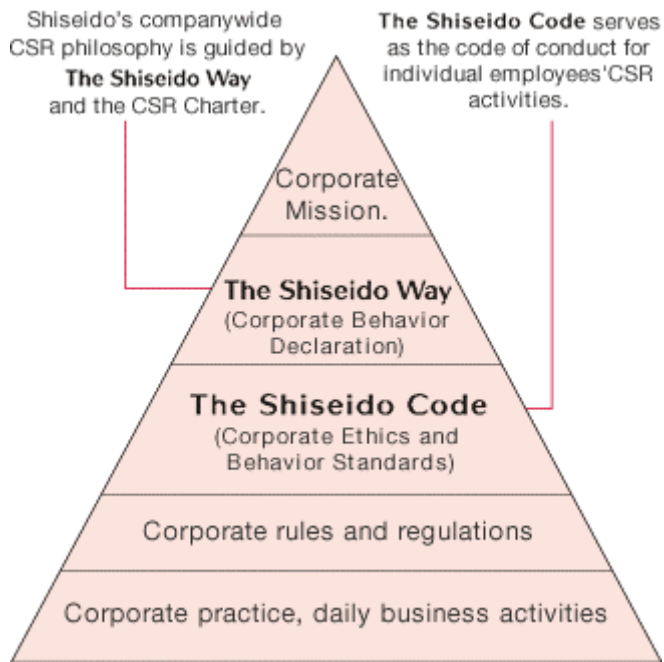 Shiseido's companywide
CSR philosophy is guided by
The Shiseido Way
and the CSR Charter.
The Shiseido Code serves
as the code of conduct for
individual employees'CSR
activities.
Corporate
Mission.
The Shiseido Way
(Corporate Behavior
Declaration)
The Shiseido Code
(Corporate Ethics and
Behavior Standards)
Corporate rules and regulations
Corporate practice, daily business activities